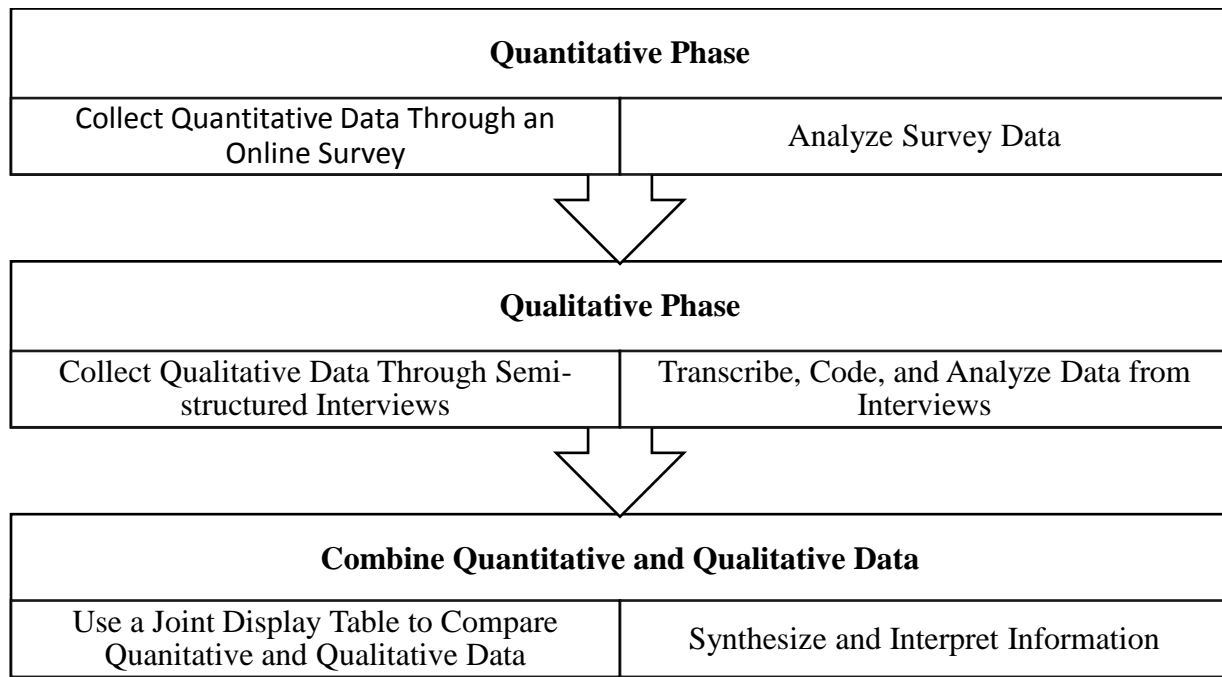 Quantitative Phase
Collect Quantitative Data Through an
Online Survey
Analyze Survey Data
Qualitative Phase
Collect Qualitative Data Through Semi-
structured Interviews
Transcribe, Code, and Analyze Data from
Interviews
Combine Quantitative and Qualitative Data
Use a Joint Display Table to Compare
Quanitative and Qualitative Data
Synthesize and Interpret Information